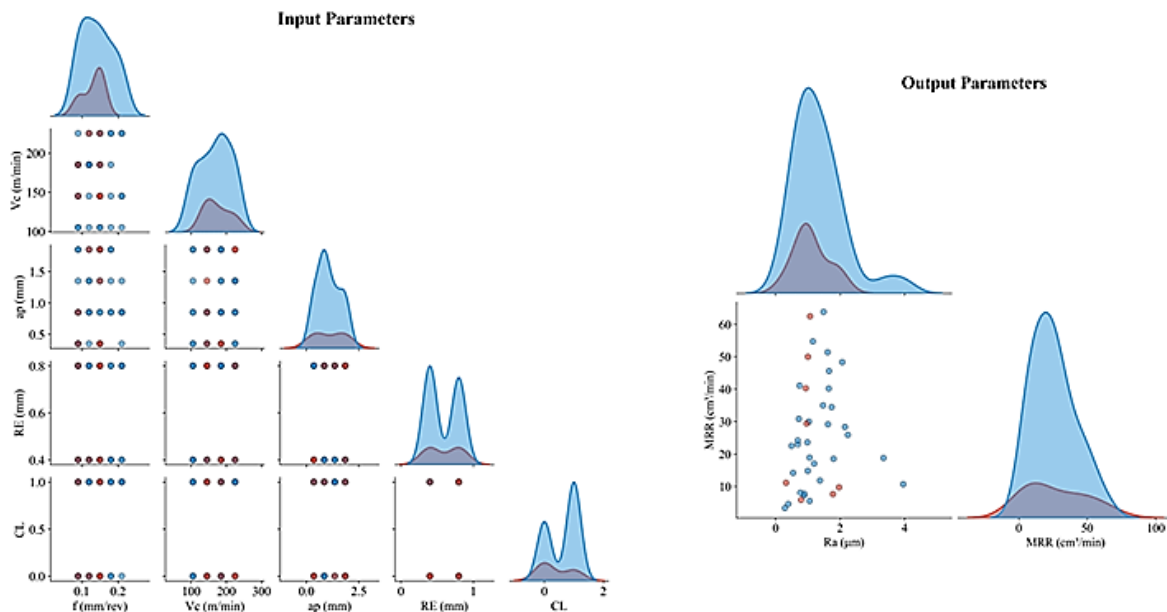 Input Parameters
Output Parameters
Vc (m/min)
200
150
100
ap (mm)
1.5
1.0
0.5
RE (mm)
0.8
0.6
0.4
CL
1.0
0.5
0.0
0.1 0.2
f (mm/rev)
100 200 300
Vc (m/min)
0.0 2.5
ap (mm)
0 1
RE (mm)
0 2
CL
MRR (cm³/min)
60
50
40
30
20
10
0 2 4
Ra (μm)
0 50 100
MRR (cm³/min)